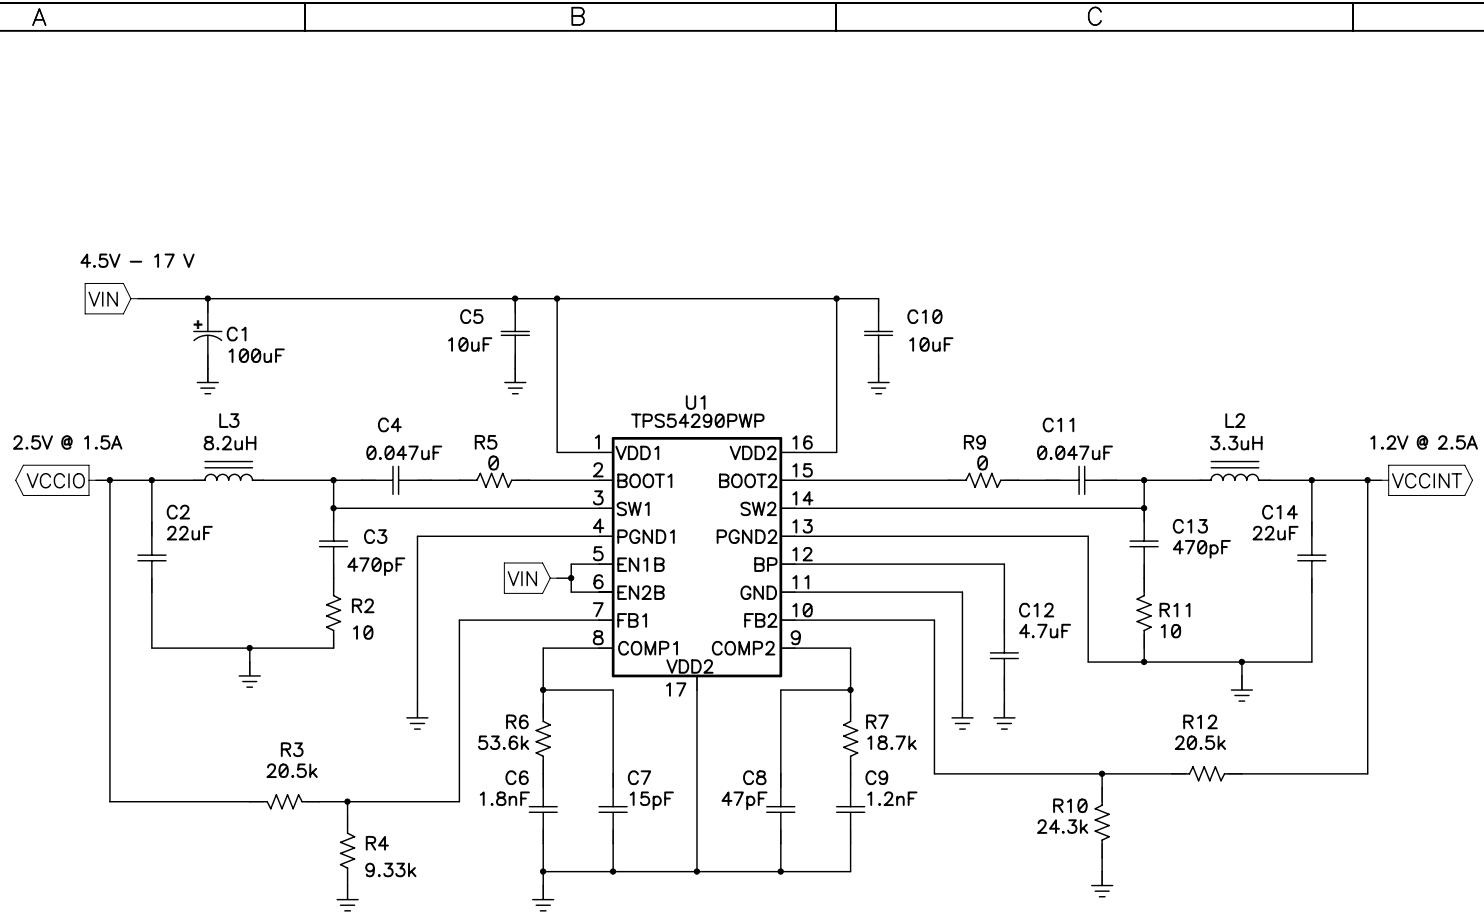 A
B
C
4.5V – 17 V
VIN
C1
100uF
C5
10uF
C10
10uF
U1
TPS54290PWP
2.5V @ 1.5A
VCCIO
L3
8.2uH
C4
0.047uF
R5
0
R9
0
C11
0.047uF
L2
3.3uH
1.2V @ 2.5A
VCCINT
1
VDD1
VDD2
16
2
BOOT1
BOOT2
15
3
SW1
SW2
14
4
PGND1
PGND2
13
5
EN1B
BP
12
6
EN2B
GND
11
7
FB1
FB2
10
8
COMP1
COMP2
9
VDD2
17
C2
22uF
C3
470pF
R2
10
VIN
C13
470pF
C14
22uF
R11
10
C12
4.7uF
R6
53.6k
R7
18.7k
C6
1.8nF
C7
15pF
C8
47pF
C9
1.2nF
R3
20.5k
R4
9.33k
R12
20.5k
R10
24.3k